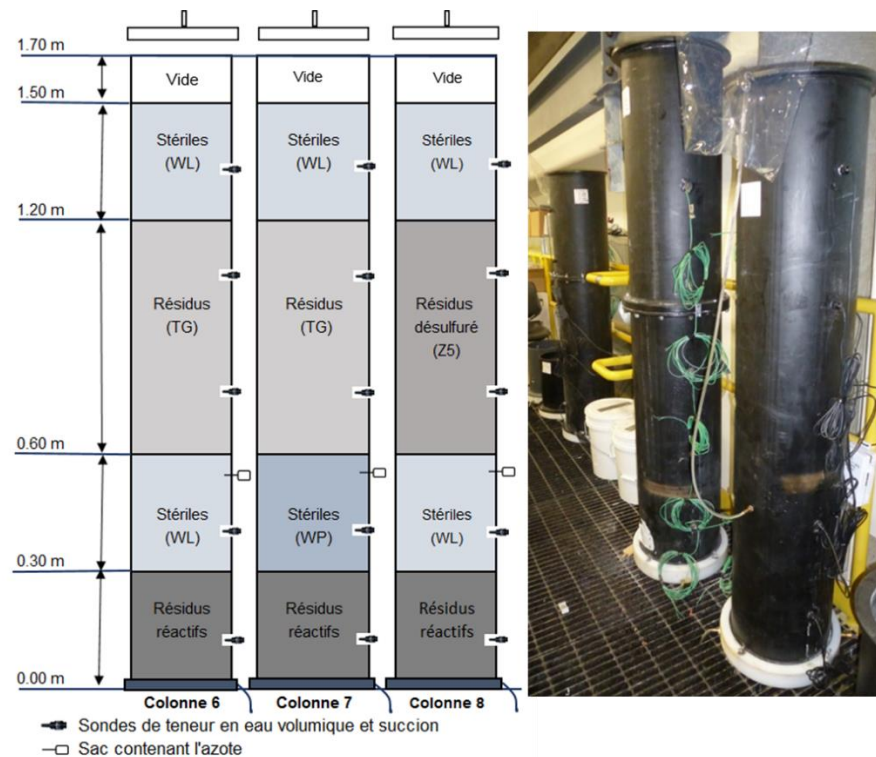 1.70 m
Vide
Vide
Vide
1.50 m
Stériles
(WL)
Stériles
(WL)
Stériles
(WL)
1.20 m
Résidus
(TG)
Résidus
(TG)
Résidus
désulfuré
(Z5)
0.60 m
Stériles
(WL)
Stériles
(WP)
Stériles
(WL)
0.30 m
Résidus
réactifs
Résidus
réactifs
Résidus
réactifs
0.00 m
Colonne 6
Colonne 7
Colonne 8
Sondes de teneur en eau volumique et succion
Sac contenant l'azote